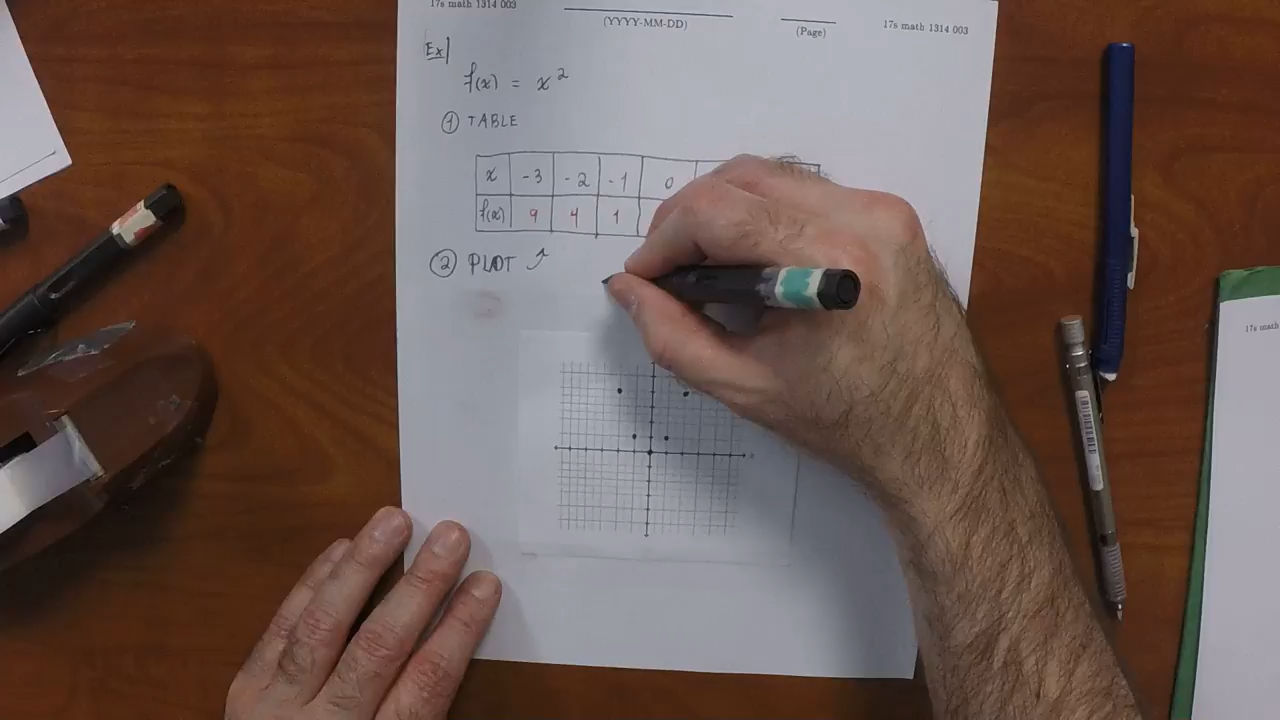 17s math 1314 003
(YYYY-MM-DD)
(Page)
17s math 1314 003
Ex
f(x) = x²
① TABLE
x -3 -2 -1 0
f(x) 9 4 1
② PLOT
17s math